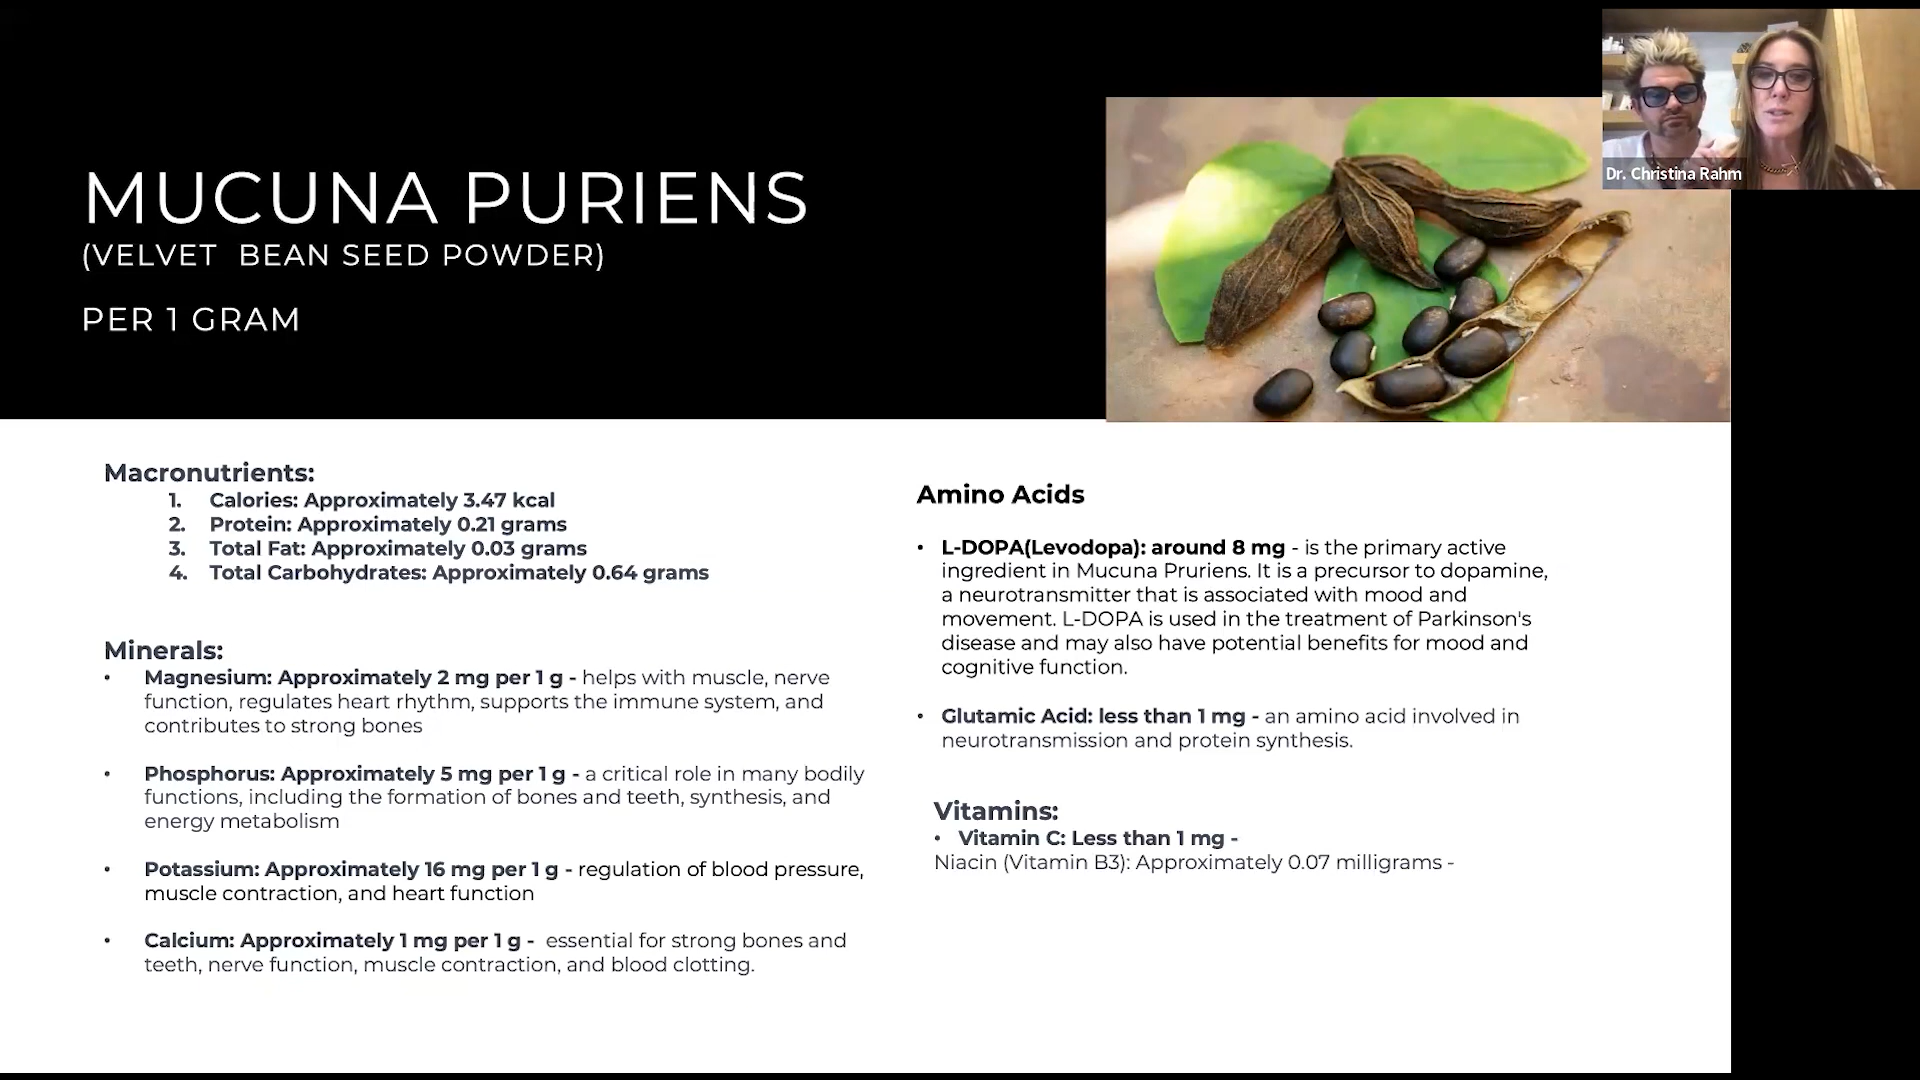 MUCUNA PURIENS
(VELVET BEAN SEED POWDER)
PER 1 GRAM
Dr. Christina Rahm
Macronutrients:
1. Calories: Approximately 3.47 kcal
2. Protein: Approximately 0.21 grams
3. Total Fat: Approximately 0.03 grams
4. Total Carbohydrates: Approximately 0.64 grams
Minerals:
• Magnesium: Approximately 2 mg per 1 g - helps with muscle, nerve
function, regulates heart rhythm, supports the immune system, and
contributes to strong bones
• Phosphorus: Approximately 5 mg per 1 g - a critical role in many bodily
functions, including the formation of bones and teeth, synthesis, and
energy metabolism
• Potassium: Approximately 16 mg per 1 g - regulation of blood pressure,
muscle contraction, and heart function
• Calcium: Approximately 1 mg per 1 g - essential for strong bones and
teeth, nerve function, muscle contraction, and blood clotting.
Amino Acids
• L-DOPA(Levodopa): around 8 mg - is the primary active
ingredient in Mucuna Pruriens. It is a precursor to dopamine,
a neurotransmitter that is associated with mood and
movement. L-DOPA is used in the treatment of Parkinson's
disease and may also have potential benefits for mood and
cognitive function.
• Glutamic Acid: less than 1 mg - an amino acid involved in
neurotransmission and protein synthesis.
Vitamins:
• Vitamin C: Less than 1 mg -
Niacin (Vitamin B3): Approximately 0.07 milligrams -